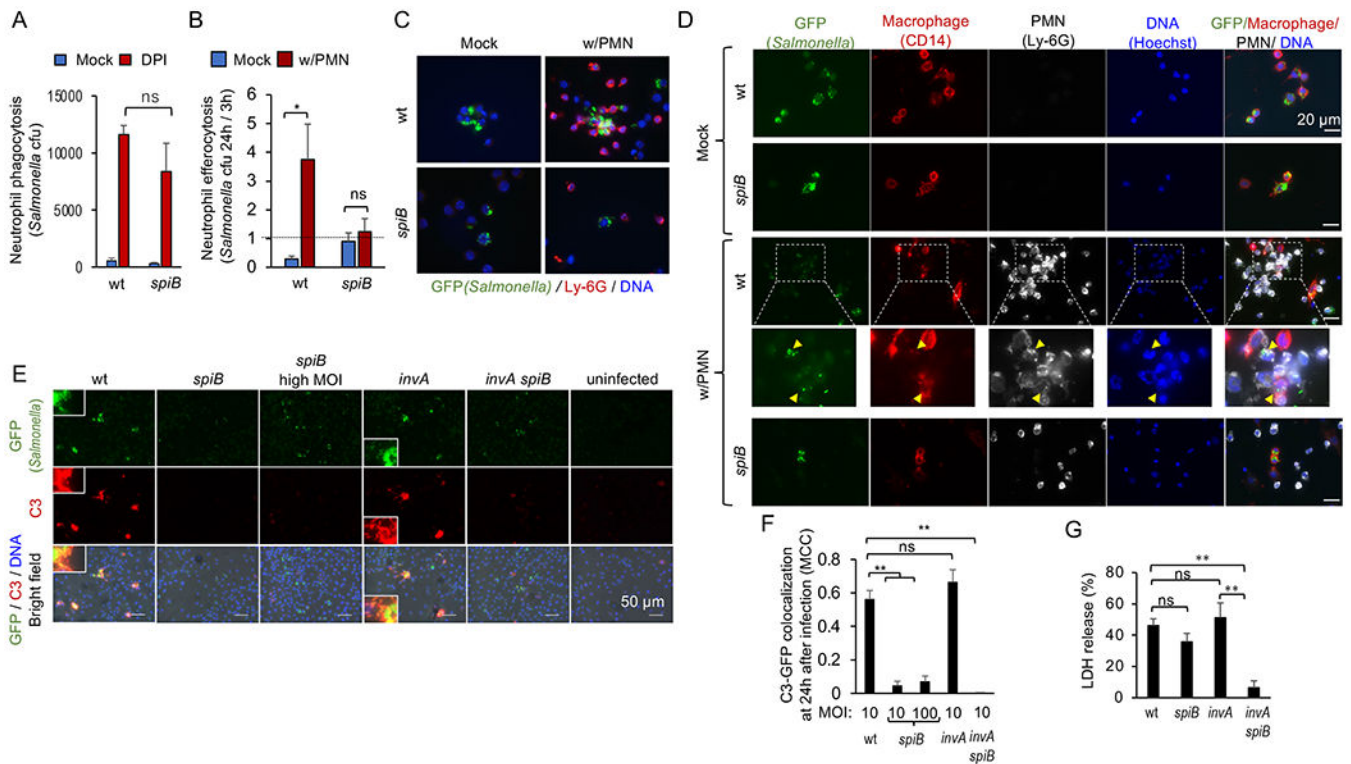 A
Mock DPI
Neutrophil phagocytosis
(Salmonella cfu)
15000
ns
10000
5000
0
wt spiB
B
Mock w/PMN
Neutrophil efferocytosis
(Salmonella cfu 24h / 3h)
6
5
4
3
2
1
0
*
ns
wt spiB
C
Mock w/PMN
wt
spiB
GFP(Salmonella) / Ly-6G / DNA
D
GFP Macrophage PMN DNA GFP/Macrophage/
(Salmonella) (CD14) (Ly-6G) (Hoechst) PMN/ DNA
Mock
wt
20 µm
spiB
w/PMN
wt
spiB
E
wt spiB spiB high MOI invA invA spiB uninfected
GFP
(Salmonella)
C3
GFP / C3 / DNA
Bright field
50 µm
F
C3-GFP colocalization
at 24h after infection (MCC)
**
ns
**
0.8
0.6
0.4
0.2
0
MOI: 10 10 100 10 10
wt spiB invA invA
spiB
G
LDH release (%)
**
ns **
ns
80
60
40
20
0
wt spiB invA invA
spiB